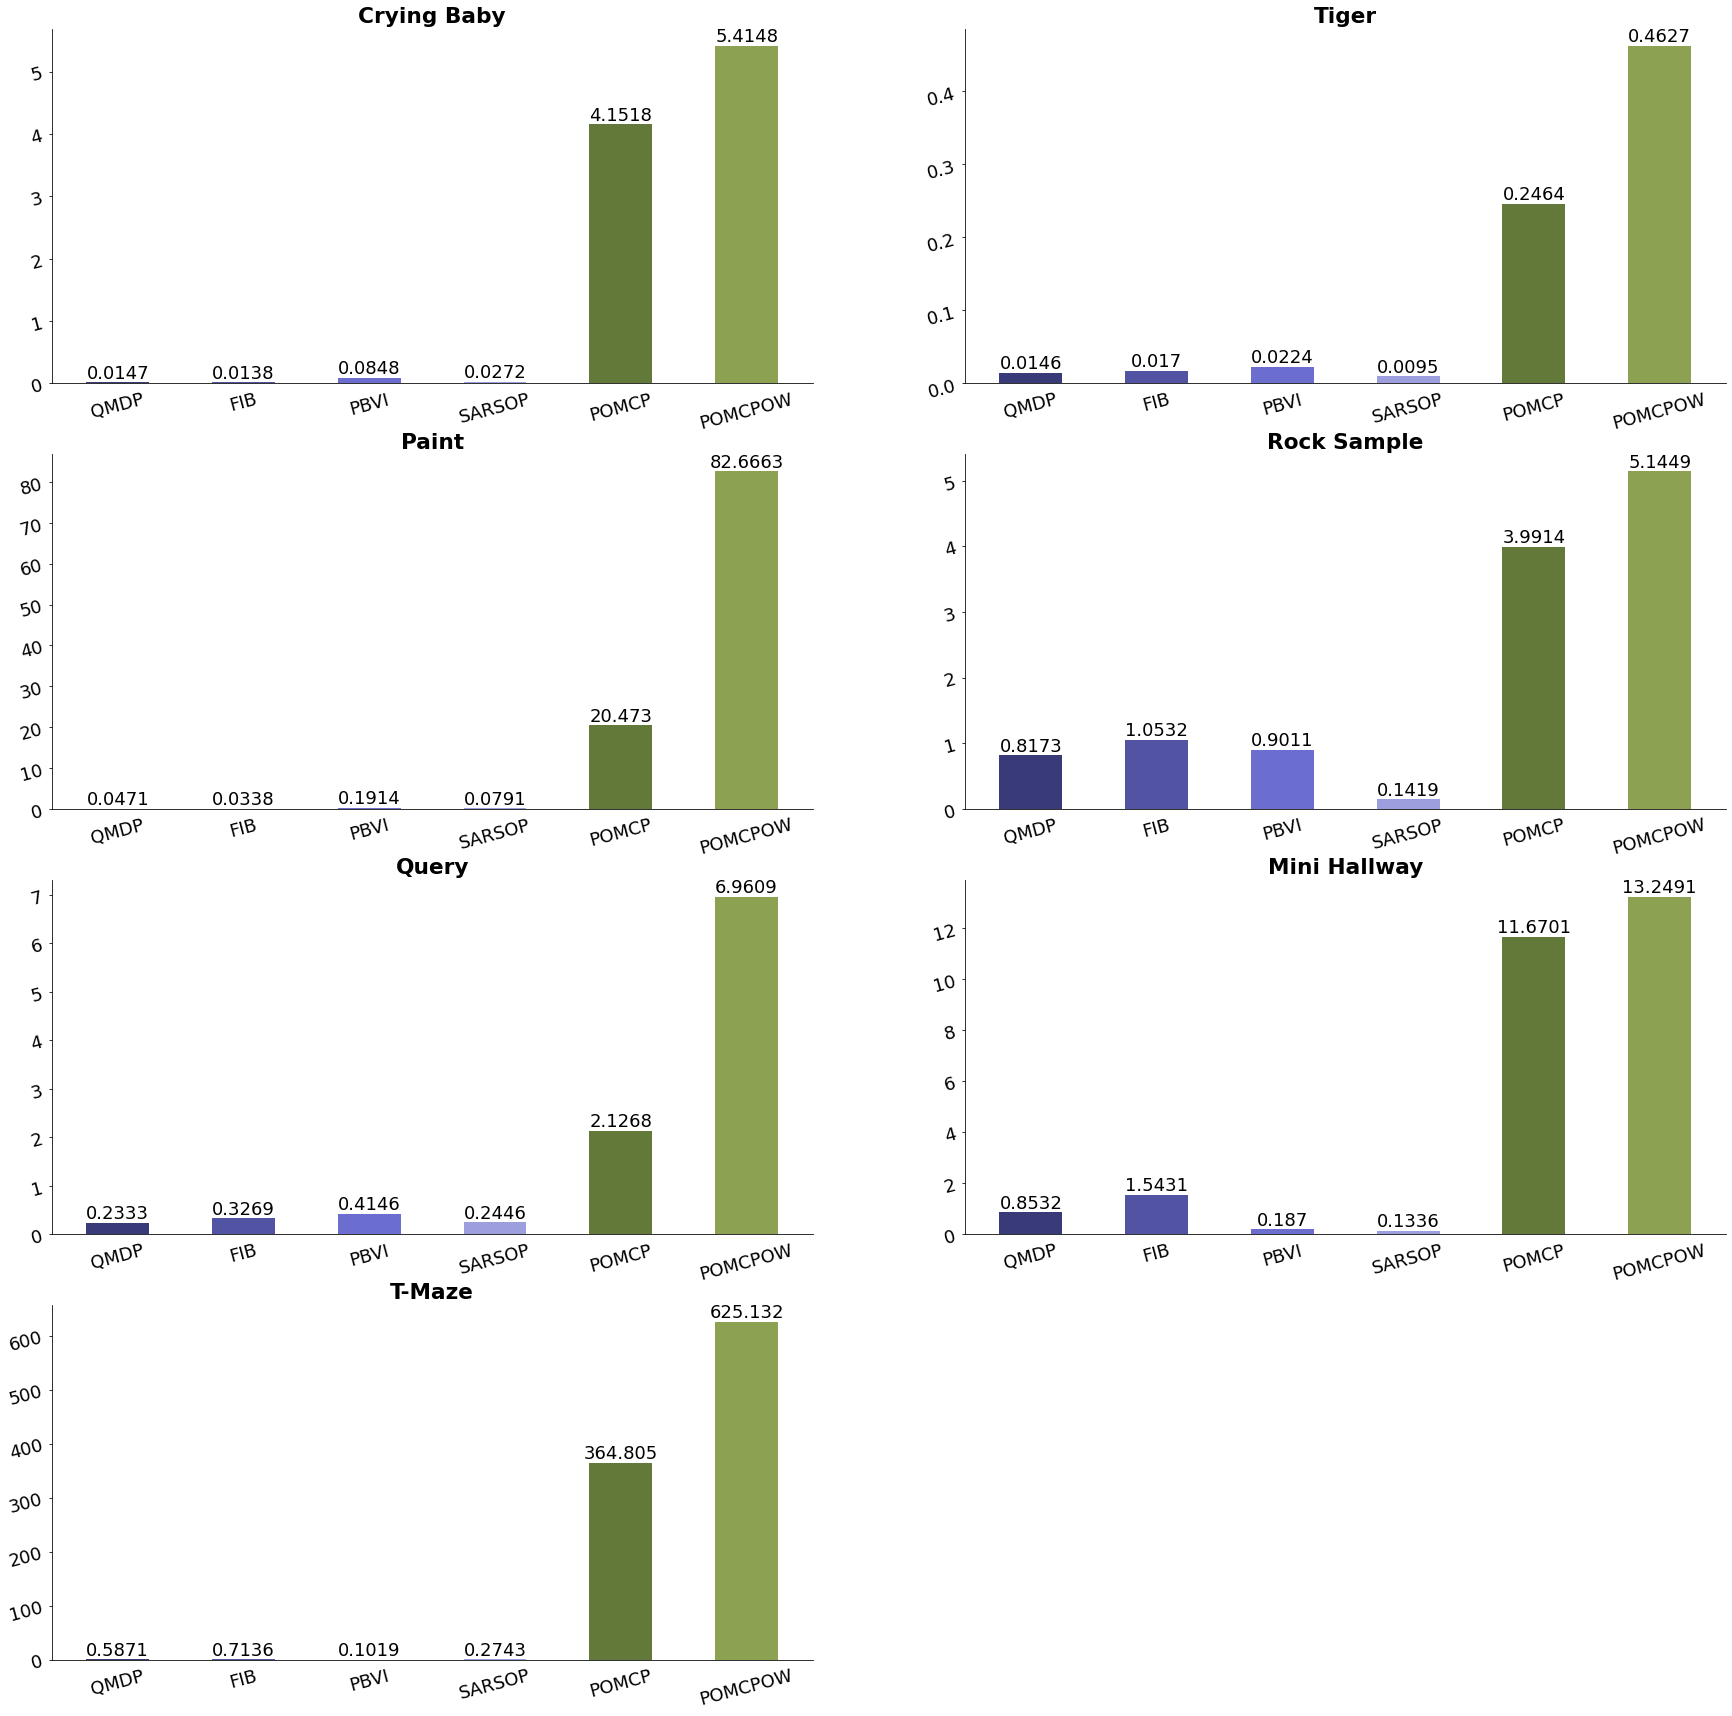 Crying Baby
5
4
3
2
1
0
0.0147
0.0138
0.0848
0.0272
4.1518
5.4148
QMDP
FIB
PBVI
SARSOP
POMCP
POMCPOW
Tiger
0.4
0.3
0.2
0.1
0.0
0.0146
0.017
0.0224
0.0095
0.2464
0.4627
QMDP
FIB
PBVI
SARSOP
POMCP
POMCPOW
Paint
80
70
60
50
40
30
20
10
0
0.0471
0.0338
0.1914
0.0791
20.473
82.6663
QMDP
FIB
PBVI
SARSOP
POMCP
POMCPOW
Rock Sample
5
4
3
2
1
0
0.8173
1.0532
0.9011
0.1419
3.9914
5.1449
QMDP
FIB
PBVI
SARSOP
POMCP
POMCPOW
Query
7
6
5
4
3
2
1
0
0.2333
0.3269
0.4146
0.2446
2.1268
6.9609
QMDP
FIB
PBVI
SARSOP
POMCP
POMCPOW
Mini Hallway
12
10
8
6
4
2
0
0.8532
1.5431
0.187
0.1336
11.6701
13.2491
QMDP
FIB
PBVI
SARSOP
POMCP
POMCPOW
T-Maze
600
500
400
300
200
100
0
0.5871
0.7136
0.1019
0.2743
364.805
625.132
QMDP
FIB
PBVI
SARSOP
POMCP
POMCPOW